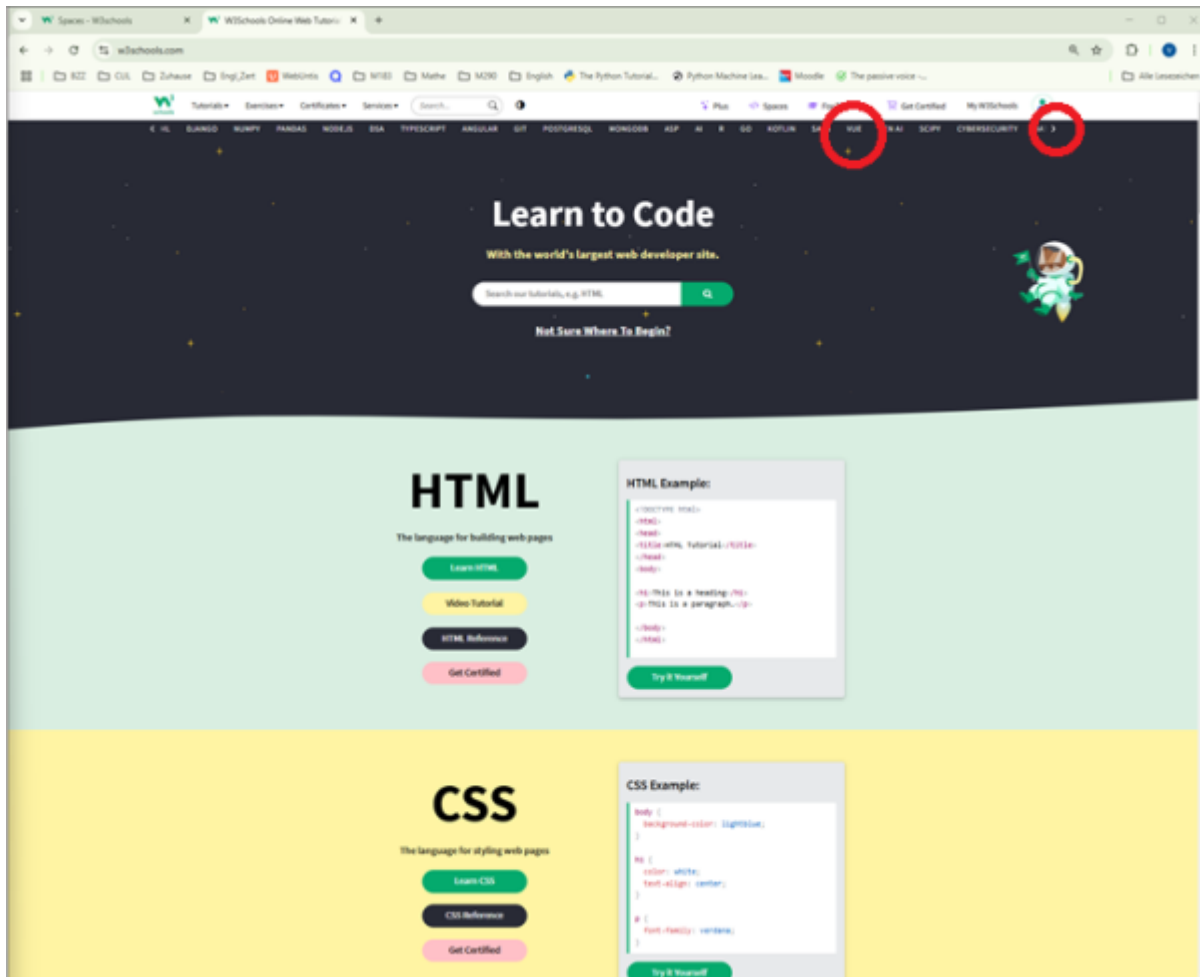 Spaces - W3schools W3Schools Online Web Tutoria
w3schools.com
BZZ CUL Zuhause Engl_Zert WebUntis M183 Mathe M290 English The Python Tutorial... Python Machine Lea... Moodle The passive voice -... Alle Lesezeichen
schools Tutorials Exercises Certificates Services Search... Plus Spaces Get Certified My W3Schools
DJANGO NUMPY PANDAS NODE.JS DSA TYPESCRIPT ANGULAR GIT POSTGRESQL MONGODB ASP AI R GO KOTLIN VUE AI SCIPY CYBERSECURITY
Learn to Code
With the world's largest web developer site.
Search our tutorials, e.g. HTML
Not Sure Where To Begin?
HTML
The language for building web pages
Learn HTML
Video Tutorial
HTML Reference
Get Certified
HTML Example:
<!DOCTYPE html>
<html>
<head>
<title>HTML Tutorial</title>
</head>
<body>
<h1>This is a heading</h1>
<p>This is a paragraph.</p>
</body>
</html>
Try it Yourself
CSS
The language for styling web pages
Learn CSS
CSS Reference
Get Certified
CSS Example:
body {
background-color: lightblue;
}
h1 {
color: white;
text-align: center;
}
p {
font-family: verdana;
}
Try it Yourself